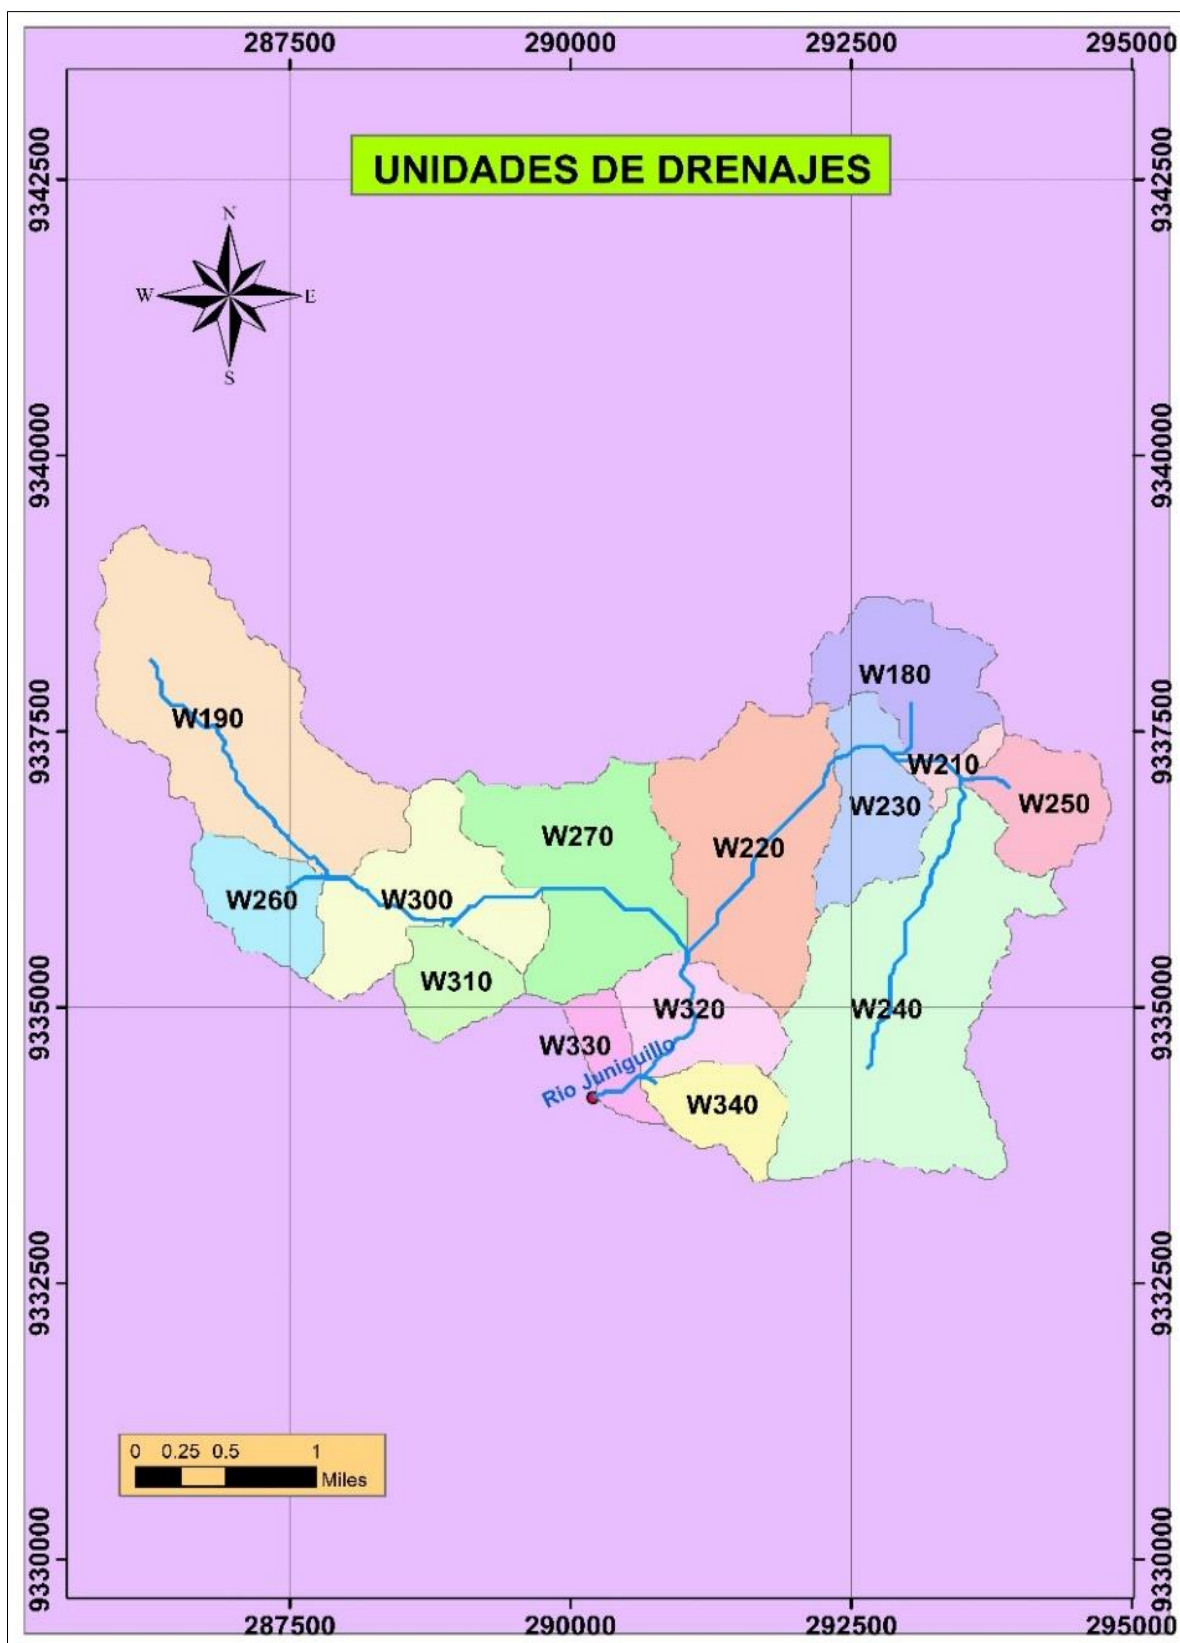 287500 290000 292500 295000
UNIDADES DE DRENAJES
N
W E
S
9342500 9342500
9340000 9340000
9337500 9337500
9335000 9335000
9332500 9332500
9330000 9330000
W180
W190
W210
W250
W230
W270
W220
W260
W300
W310
W320
W240
W330
Rio Juniguillo
W340
0 0.25 0.5 1
Miles
287500 290000 292500 295000